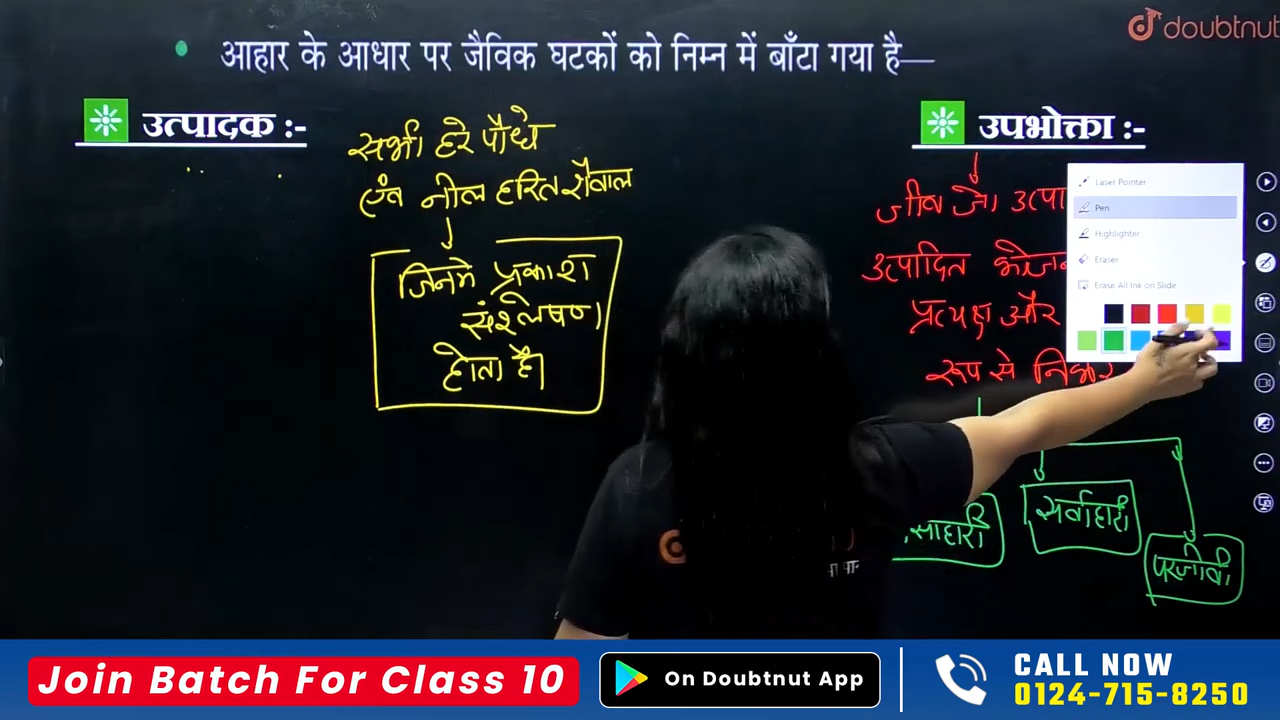 doubtnut
आहार के आधार पर जैविक घटकों को निम्न में बाँटा गया है—
उत्पादक :-
सभी हरे पौधे
एंव नील हरित शैवाल
जिनमे प्रकाश
संश्लेषण
होता है।
उपभोक्ता :-
जीव जो
उत्पादित
प्रत्यक्ष और
रूप से निर्भर
सर्वाहारी
परजीवी
Laser Pointer
Pen
Highlighter
Eraser
Erase All Ink on Slide
Join Batch For Class 10
On Doubtnut App
CALL NOW
0124-715-8250